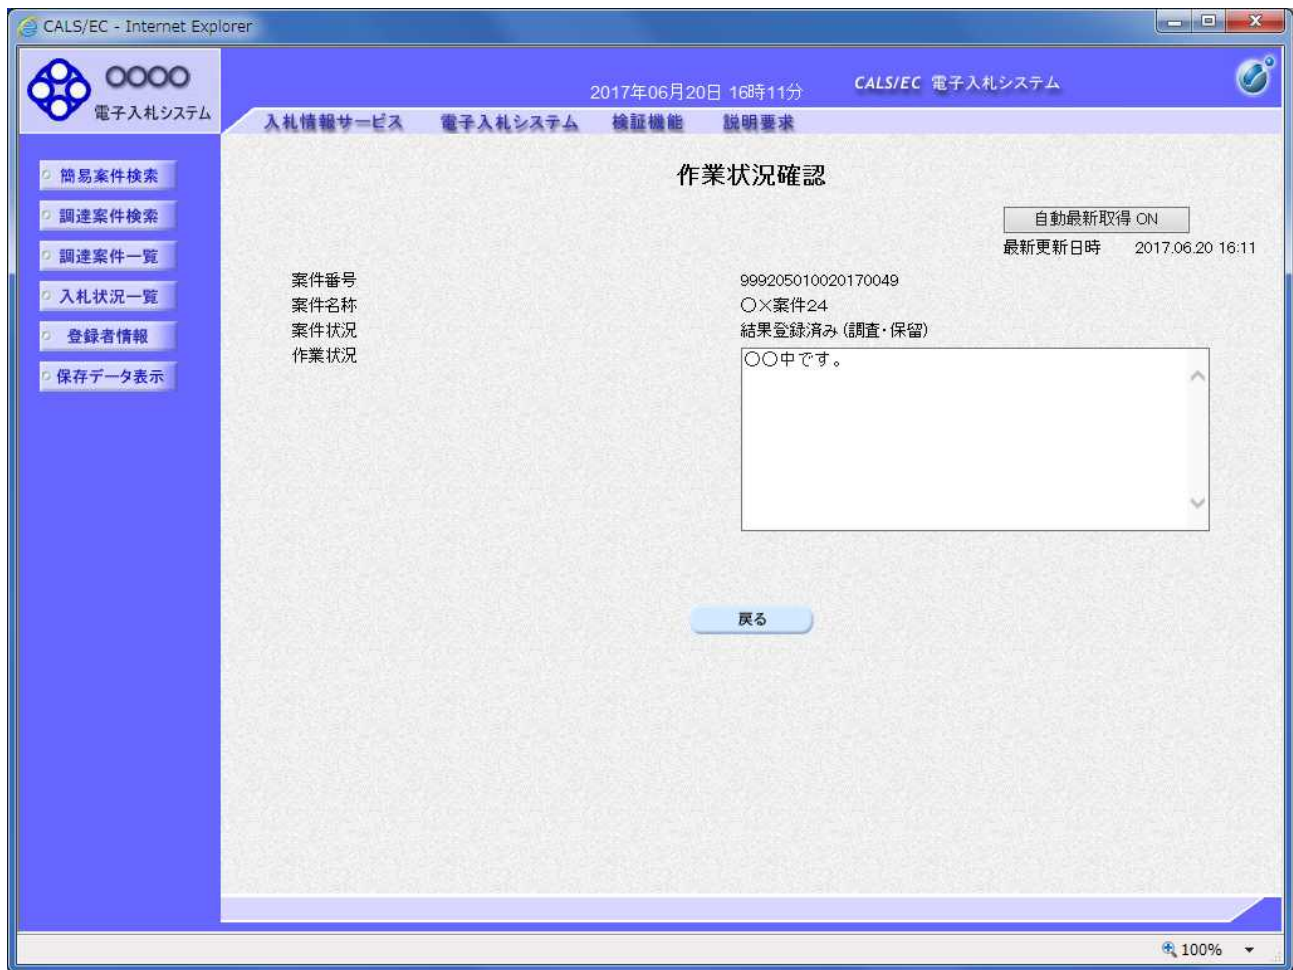 CALS/EC - Internet Explorer
○○○○
電子入札システム
2017年06月20日 16時11分
CALS/EC 電子入札システム
入札情報サービス 電子入札システム 検証機能 説明要求
簡易案件検索
調達案件検索
調達案件一覧
入札状況一覧
登録者情報
保存データ表示
作業状況確認
自動最新取得 ON
最新更新日時 2017.06.20 16:11
案件番号 999205010020170049
案件名称 〇×案件24
案件状況 結果登録済み (調査・保留)
作業状況 〇〇中です。
戻る
100%